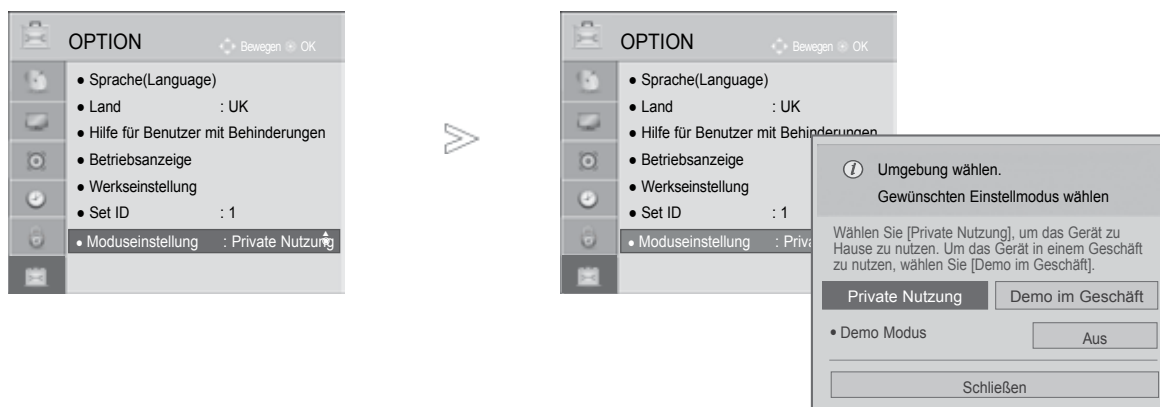 OPTION
Bewegen OK
● Sprache(Language)
● Land : UK
● Hilfe für Benutzer mit Behinderungen
● Betriebsanzeige
● Werkseinstellung
● Set ID : 1
● Moduseinstellung : Private Nutzung
OPTION
Bewegen OK
● Sprache(Language)
● Land : UK
● Hilfe für Benutzer mit Behinderungen
● Betriebsanzeige
● Werkseinstellung
● Set ID : 1
● Moduseinstellung : Priva
Umgebung wählen.
Gewünschten Einstellmodus wählen
Wählen Sie [Private Nutzung], um das Gerät zu
Hause zu nutzen. Um das Gerät in einem Geschäft
zu nutzen, wählen Sie [Demo im Geschäft].
Private Nutzung Demo im Geschäft
• Demo Modus Aus
Schließen